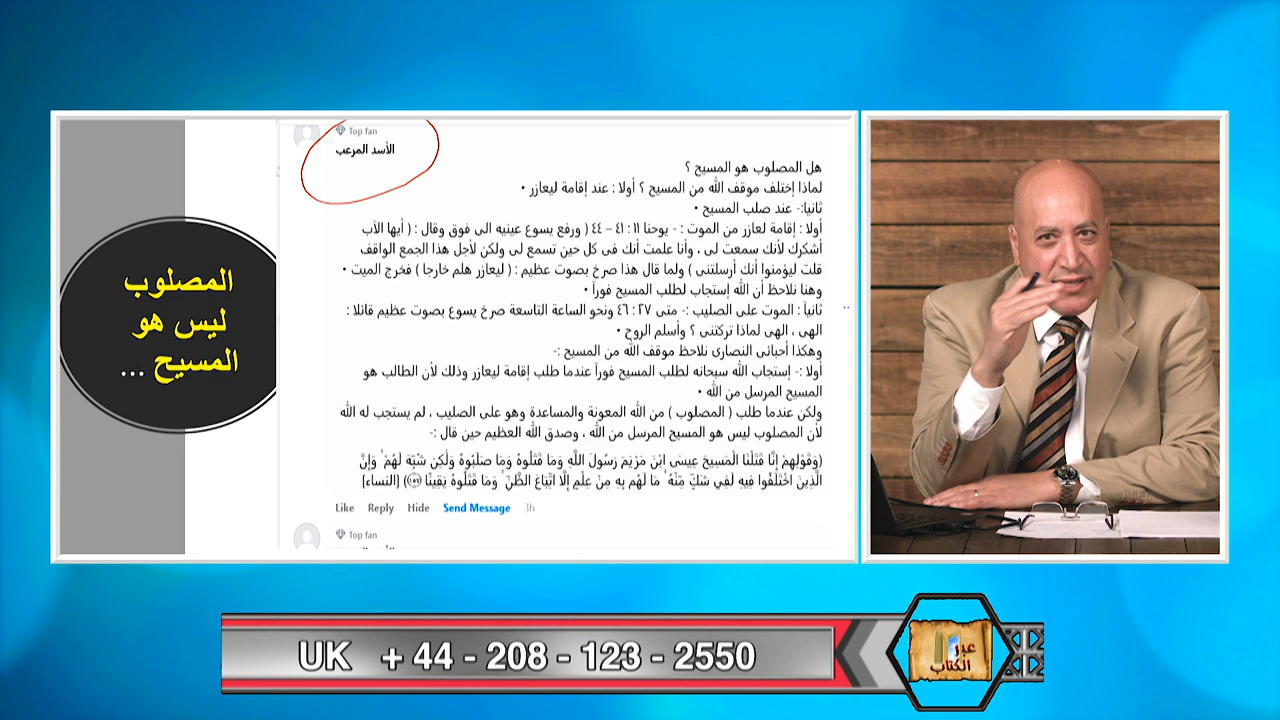 المصلوب
ليس هو
المسيح ...
Top fan
الأسد المرعب
هل المصلوب هو المسيح ؟
لماذا إختلف موقف الله من المسيح ؟ أولا : عند إقامة ليعازر •
ثانيا:- عند صلب المسيح •
أولا : إقامة لعازر من الموت : - يوحنا ١١ : ٤١ – ٤٤ ( ورفع يسوع عينيه الى فوق وقال : ( أيها الآب
أشكرك لأنك سمعت لى ، وأنا علمت أنك فى كل حين تسمع لى ولكن لأجل هذا الجمع الواقف
قلت ليؤمنوا أنك أرسلتنى ) ولما قال هذا صرخ بصوت عظيم : ( ليعازر هلم خارجا ) فخرج الميت •
وهنا نلاحظ أن الله إستجاب لطلب المسيح فوراً •
ثانياً : الموت على الصليب :- متى ٢٧ : ٤٦ ونحو الساعة التاسعة صرخ يسوع بصوت عظيم قائلا :
الهى ، الهى لماذا تركتنى ؟ وأسلم الروح •
وهكذا أحبائى النصارى نلاحظ موقف الله من المسيح :-
أولا :- إستجاب الله سبحانه لطلب المسيح فوراً عندما طلب إقامة ليعازر وذلك لأن الطالب هو
المسيح المرسل من الله •
ولكن عندما طلب ( المصلوب ) من الله المعونة والمساعدة وهو على الصليب ، لم يستجب له الله
لأن المصلوب ليس هو المسيح المرسل من الله ، وصدق الله العظيم حين قال :-
(وَقَوْلِهِمْ إِنَّا قَتَلْنَا الْمَسِيحَ عِيسَى ابْنَ مَرْيَمَ رَسُولَ اللَّهِ وَمَا قَتَلُوهُ وَمَا صَلَبُوهُ وَلَٰكِن شُبِّهَ لَهُمْ ۚ وَإِنَّ
الَّذِينَ اخْتَلَفُوا فِيهِ لَفِي شَكٍّ مِّنْهُ ۚ مَا لَهُم بِهِ مِنْ عِلْمٍ إِلَّا اتِّبَاعَ الظَّنِّ ۚ وَمَا قَتَلُوهُ يَقِينًا (١٥٧)) [النساء]
Like Reply Hide Send Message 3h
Top fan
UK + 44 - 208 - 123 - 2550
عبر
الكتاب